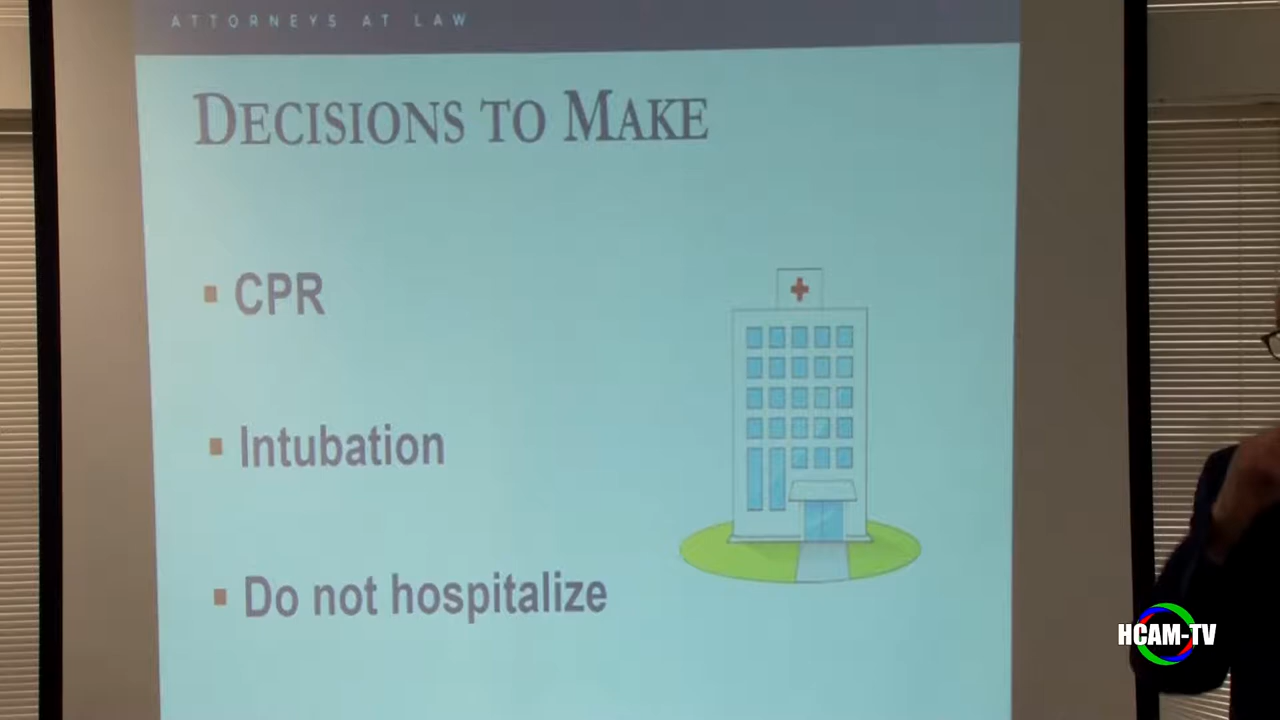 ATTORNEYS AT LAW
DECISIONS TO MAKE
CPR
Intubation
Do not hospitalize
HCAM-TV